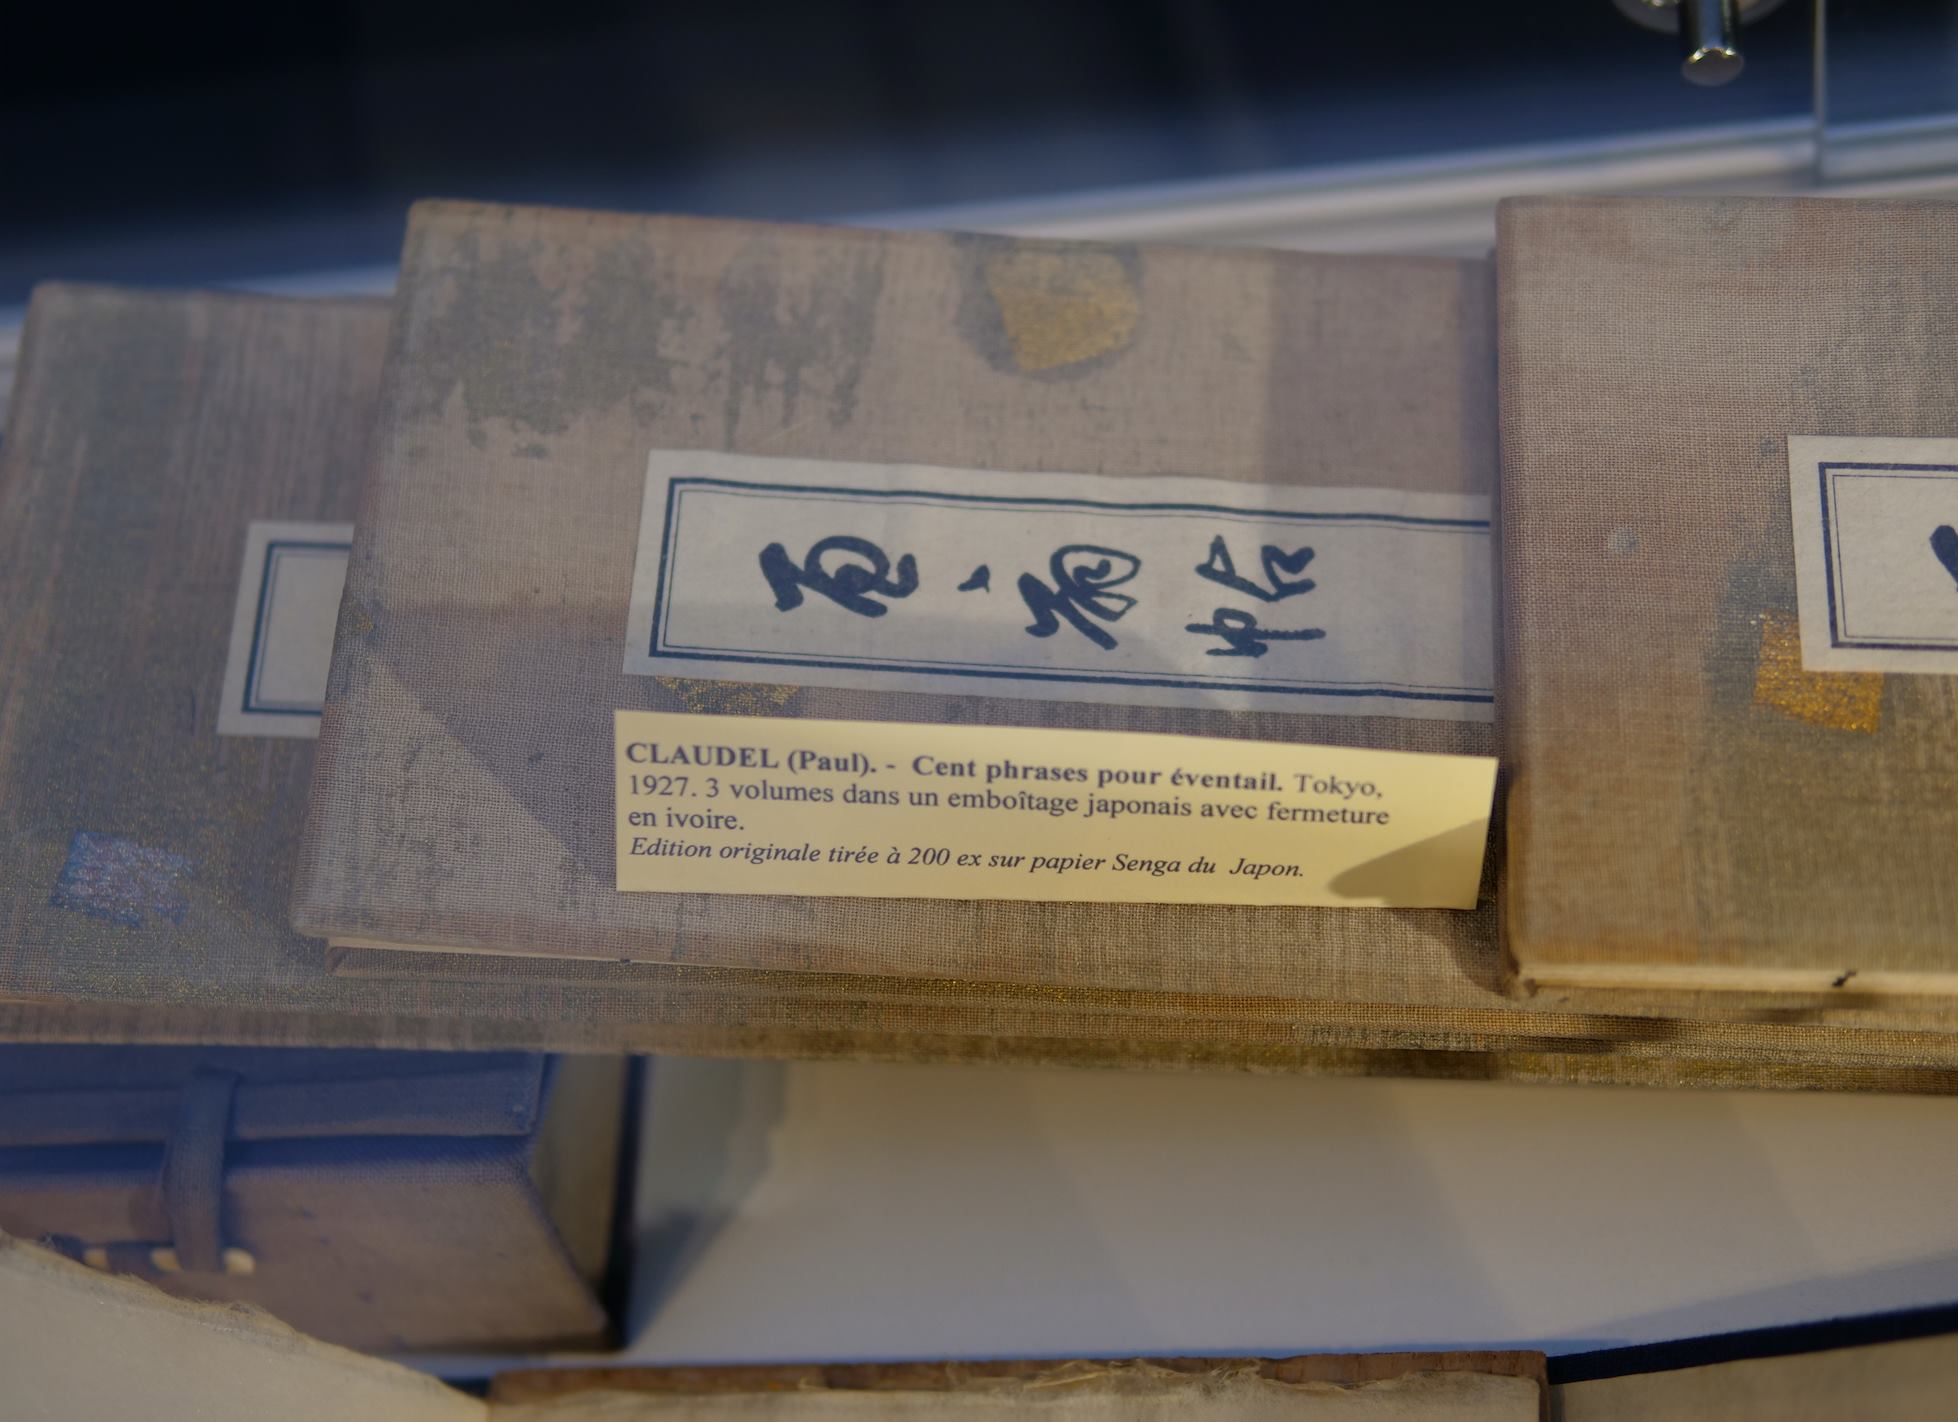 CLAUDEL (Paul). - Cent phrases pour éventail. Tokyo,
1927. 3 volumes dans un emboîtage japonais avec fermeture
en ivoire.
Edition originale tirée à 200 ex sur papier Senga du Japon.